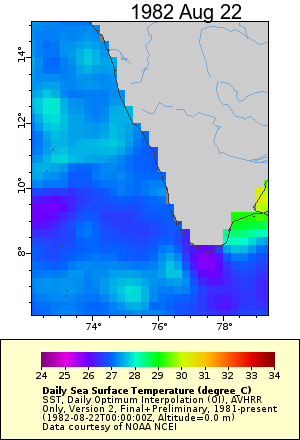 1982 Aug 22
14°
12°
10°
8°
74°
76°
78°
24 25 26 27 28 29 30 31 32 33 34
Daily Sea Surface Temperature (degree_C)
SST, Daily Optimum Interpolation (OI), AVHRR
Only, Version 2, Final+Preliminary, 1981-present
(1982-08-22T00:00:00Z, Altitude=0.0 m)
Data courtesy of NOAA NCEI